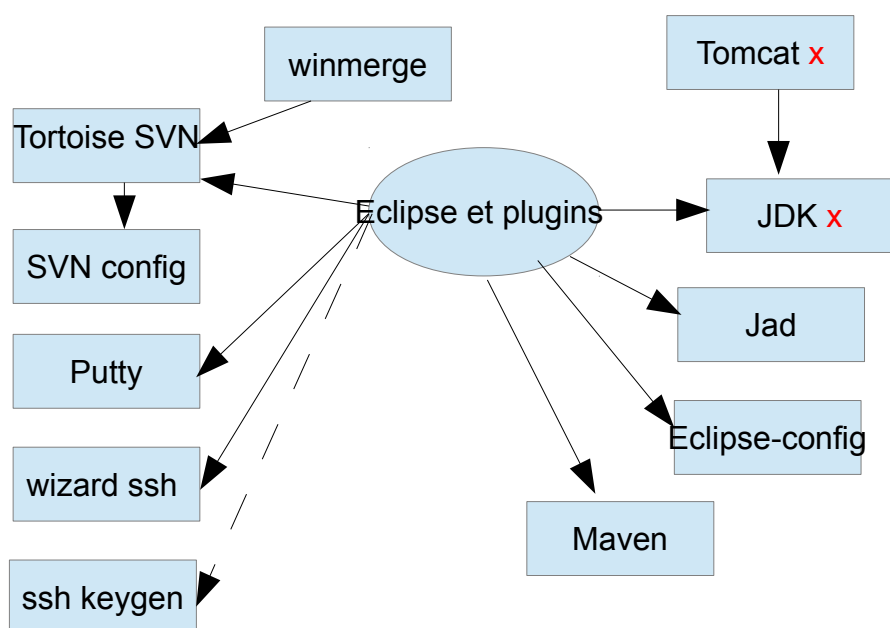 winmerge
Tomcat x
Tortoise SVN
Eclipse et plugins
JDK x
SVN config
Jad
Putty
Eclipse-config
wizard ssh
Maven
ssh keygen